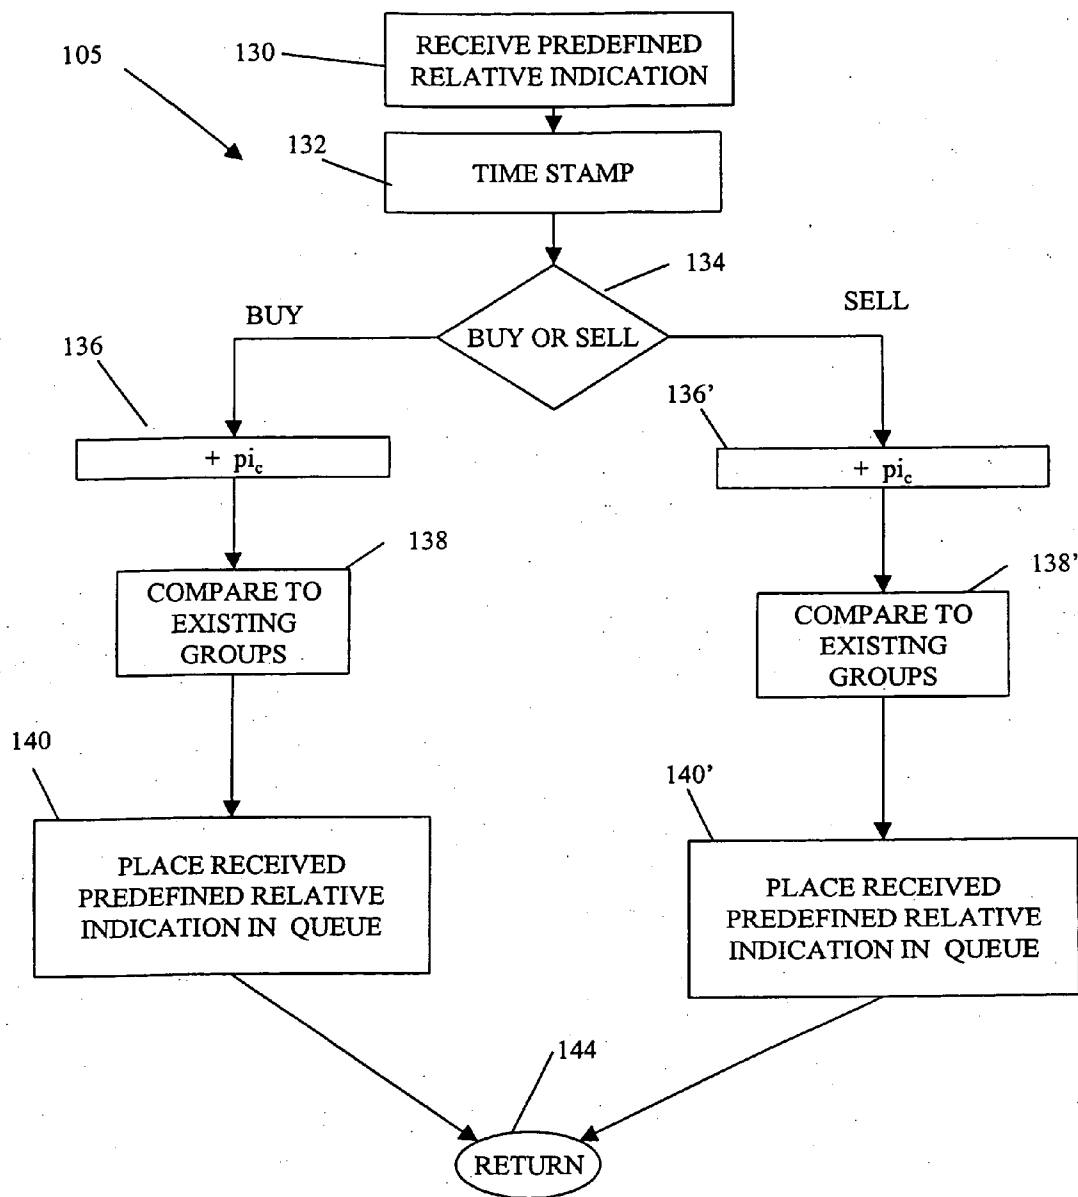 105
130
RECEIVE PREDEFINED
RELATIVE INDICATION
132
TIME STAMP
134
BUY OR SELL
BUY
SELL
136
+ pi_c
136’
+ pi_c
138
COMPARE TO
EXISTING
GROUPS
138’
COMPARE TO
EXISTING
GROUPS
140
PLACE RECEIVED
PREDEFINED RELATIVE
INDICATION IN QUEUE
140’
PLACE RECEIVED
PREDEFINED RELATIVE
INDICATION IN QUEUE
144
RETURN